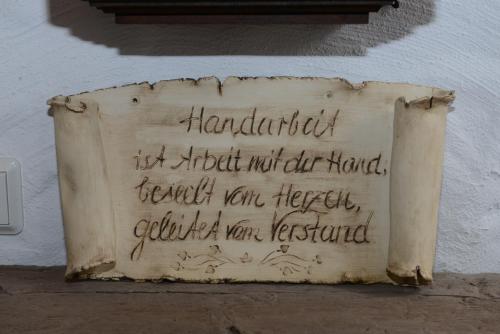 Handarbeit
ist Arbeit mit der Hand,
beseelt vom Herzen,
geleitet vom Verstand